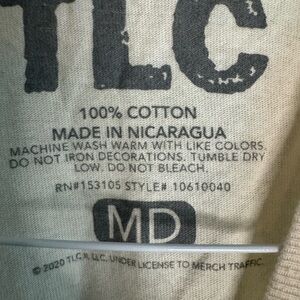 TLC
100% COTTON
MADE IN NICARAGUA
MACHINE WASH WARM WITH LIKE COLORS.
DO NOT IRON DECORATIONS. TUMBLE DRY
LOW. DO NOT BLEACH.
RN#153105 STYLE# 10610040
MD
© 2020 TLC UNDER LICENSE TO MERCH TRAFFIC.